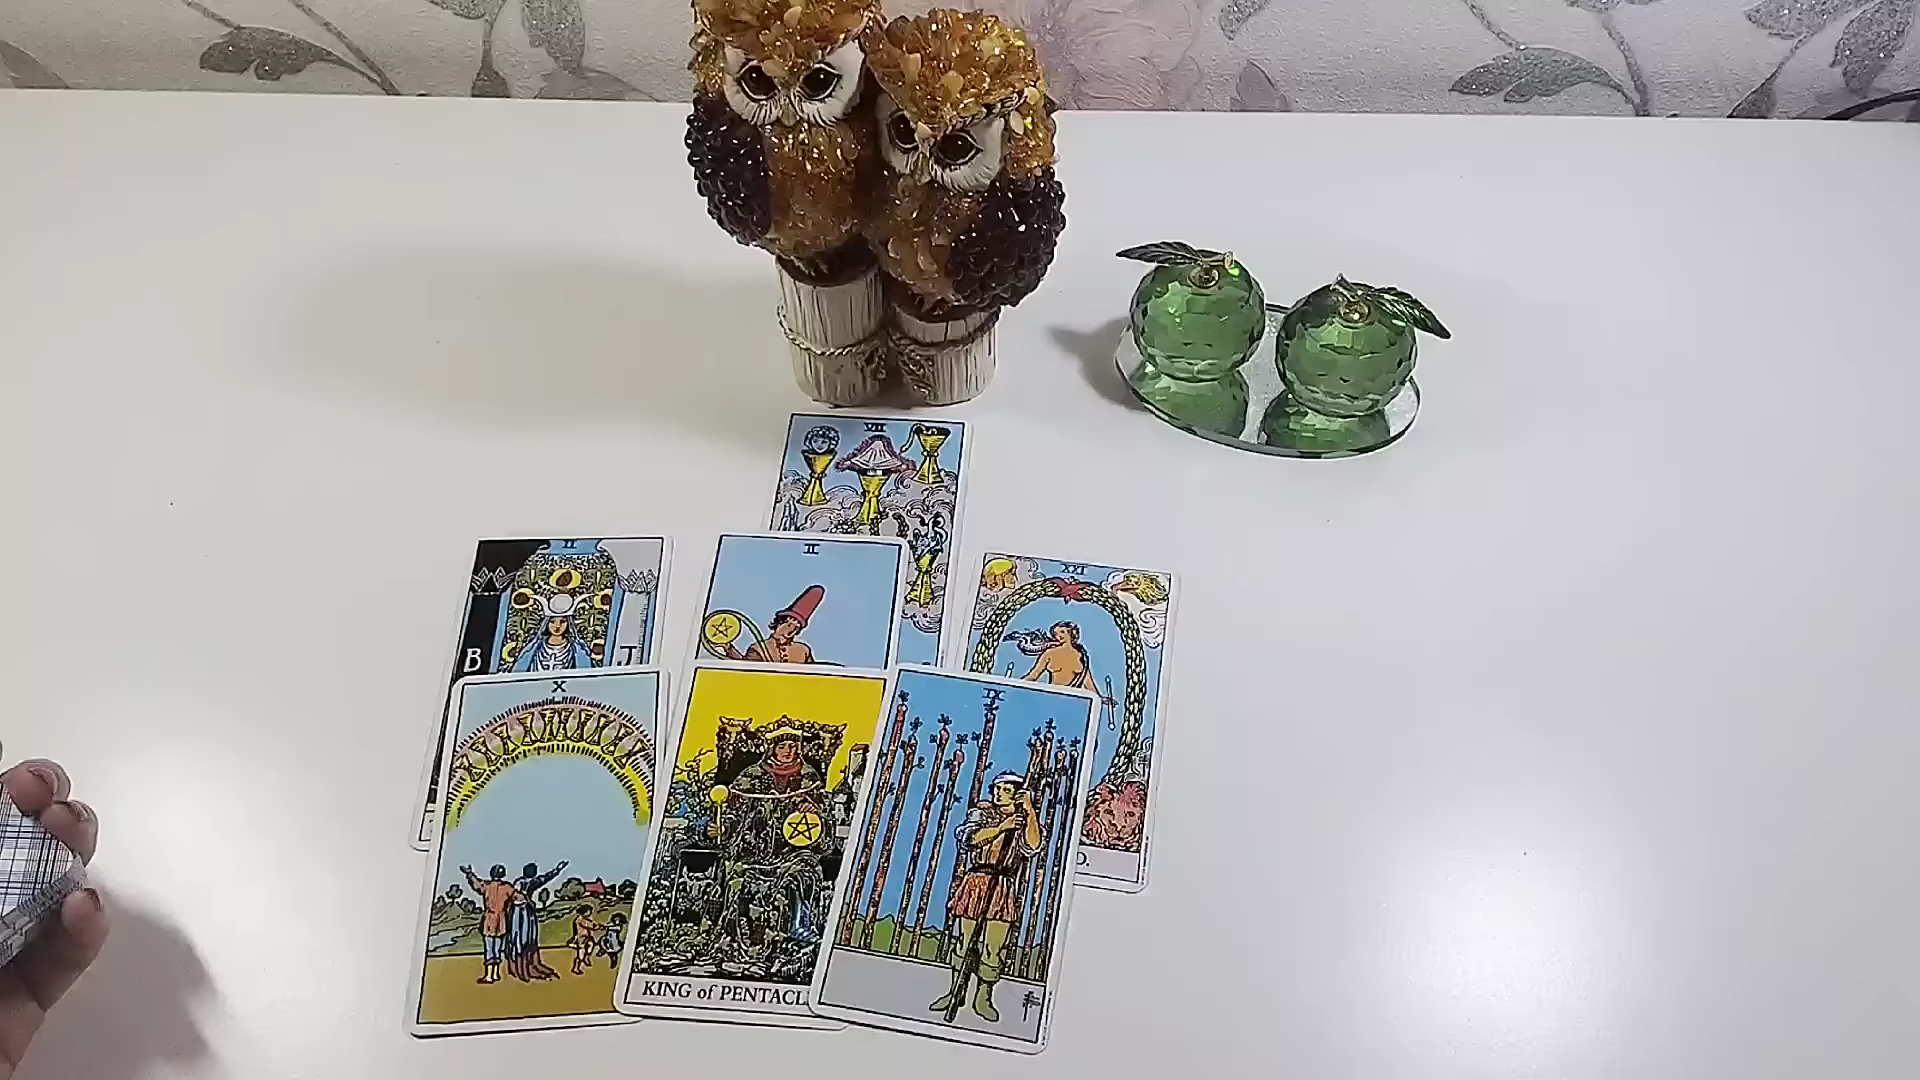 VII
II
II
XXI
B
J
X
IX
D.
KING of PENTACL